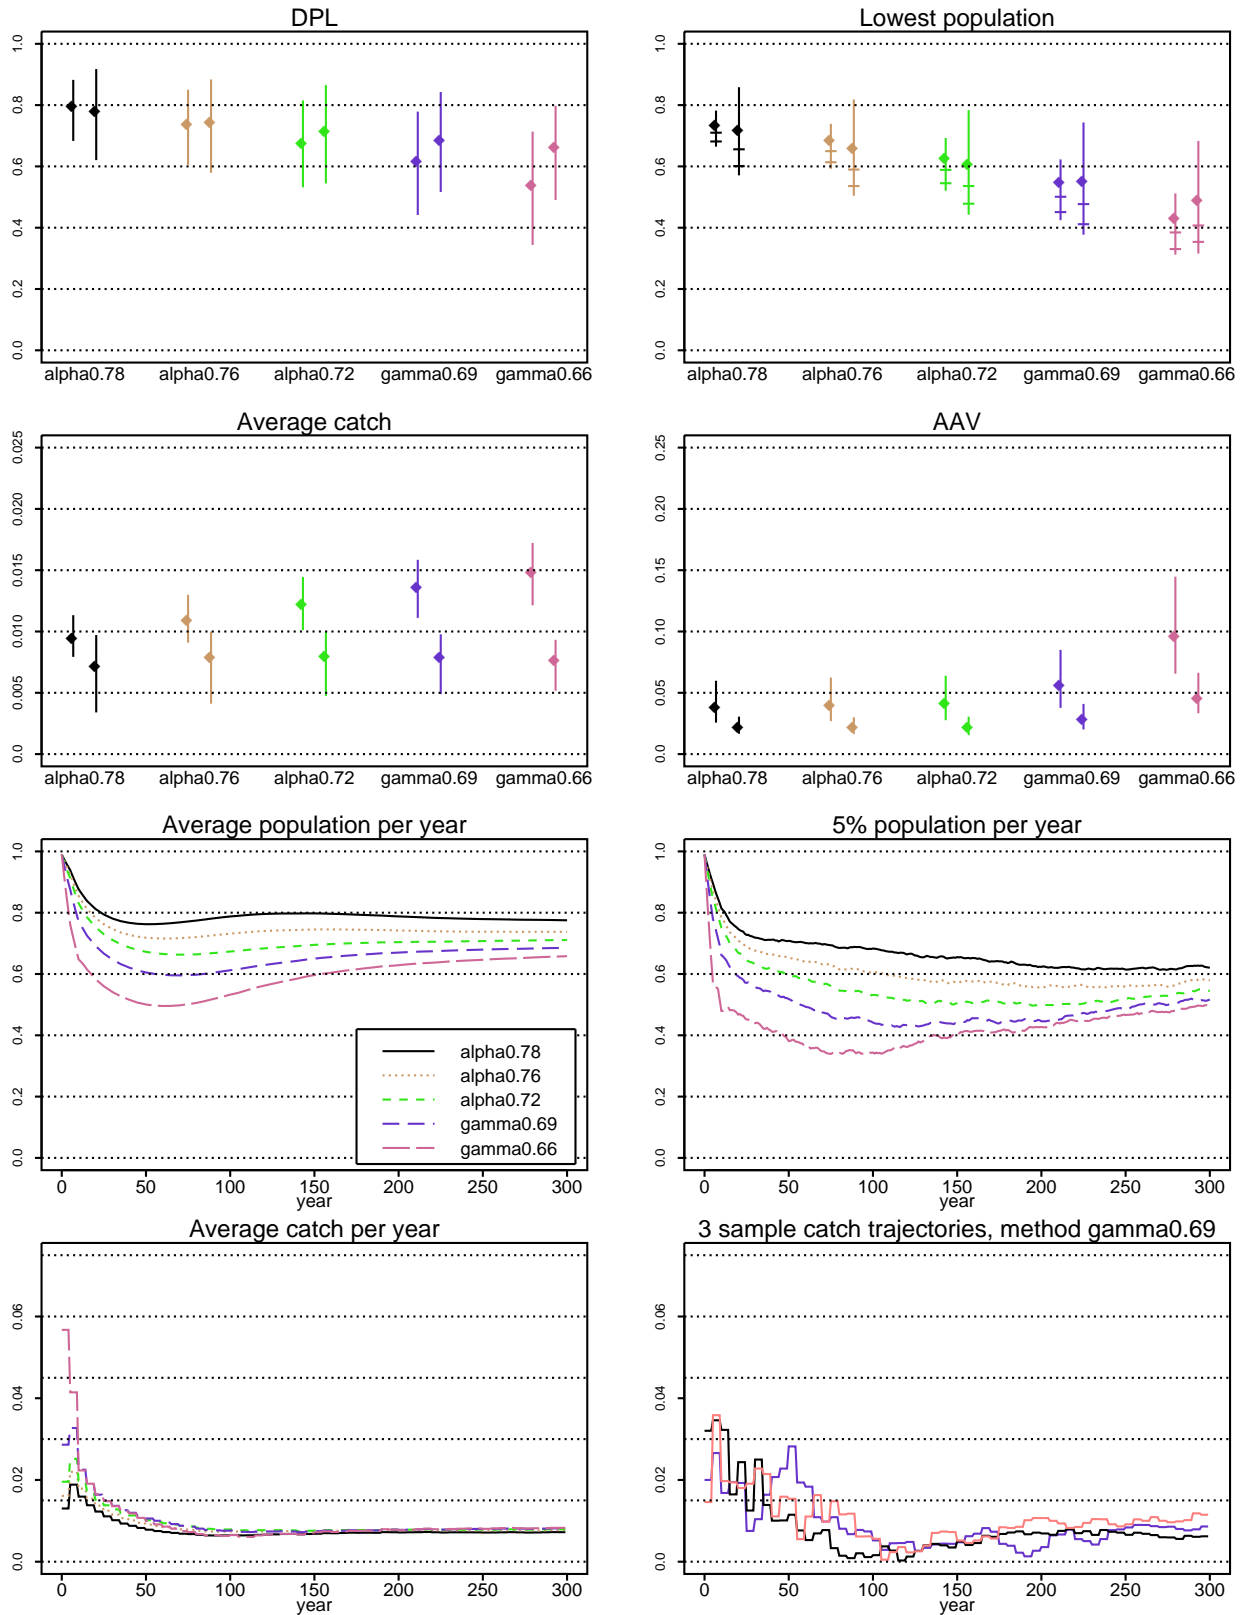 DPL
1.0
0.8
0.6
0.4
0.2
0.0
alpha0.78 alpha0.76 alpha0.72 gamma0.69 gamma0.66
Lowest population
1.0
0.8
0.6
0.4
0.2
0.0
alpha0.78 alpha0.76 alpha0.72 gamma0.69 gamma0.66
Average catch
0.025
0.020
0.015
0.010
0.005
0.0
alpha0.78 alpha0.76 alpha0.72 gamma0.69 gamma0.66
AAV
0.25
0.20
0.15
0.10
0.05
0.0
alpha0.78 alpha0.76 alpha0.72 gamma0.69 gamma0.66
Average population per year
1.0
0.8
0.6
0.4
0.2
0.0
alpha0.78
alpha0.76
alpha0.72
gamma0.69
gamma0.66
0 50 100 150 200 250 300
year
5% population per year
1.0
0.8
0.6
0.4
0.2
0.0
0 50 100 150 200 250 300
year
Average catch per year
0.06
0.04
0.02
0.0
0 50 100 150 200 250 300
year
3 sample catch trajectories, method gamma0.69
0.06
0.04
0.02
0.0
0 50 100 150 200 250 300
year